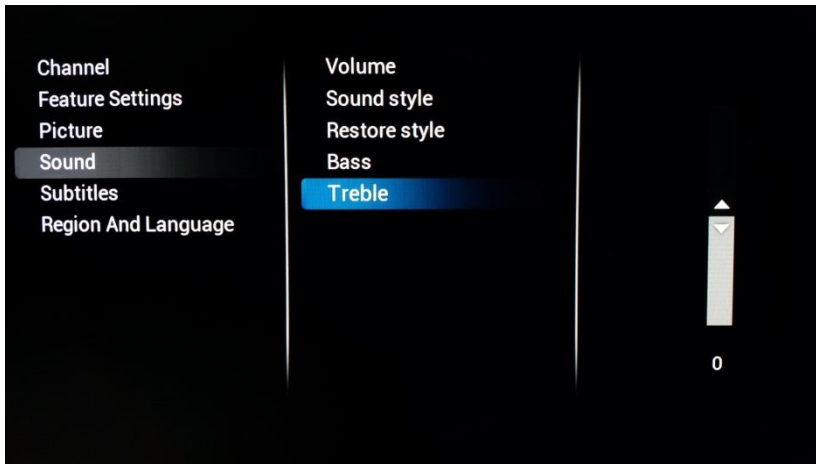 Channel
Feature Settings
Picture
Sound
Subtitles
Region And Language
Volume
Sound style
Restore style
Bass
Treble
0